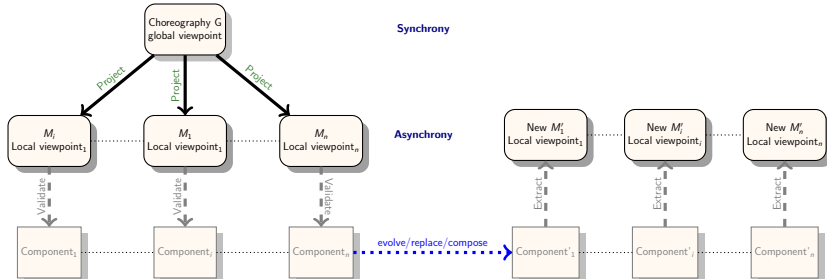 Choreography G
global viewpoint
Synchrony
Project
Project
Project
M_i
Local viewpoint_1
M_1
Local viewpoint_1
M_n
Local viewpoint_n
Asynchrony
New M'_1
Local viewpoint_1
New M'_i
Local viewpoint_i
New M'_n
Local viewpoint_n
Validate
Validate
Validate
Extract
Extract
Extract
Component_1
Component_i
Component_n
evolve/replace/compose
Component'_1
Component'_i
Component'_n